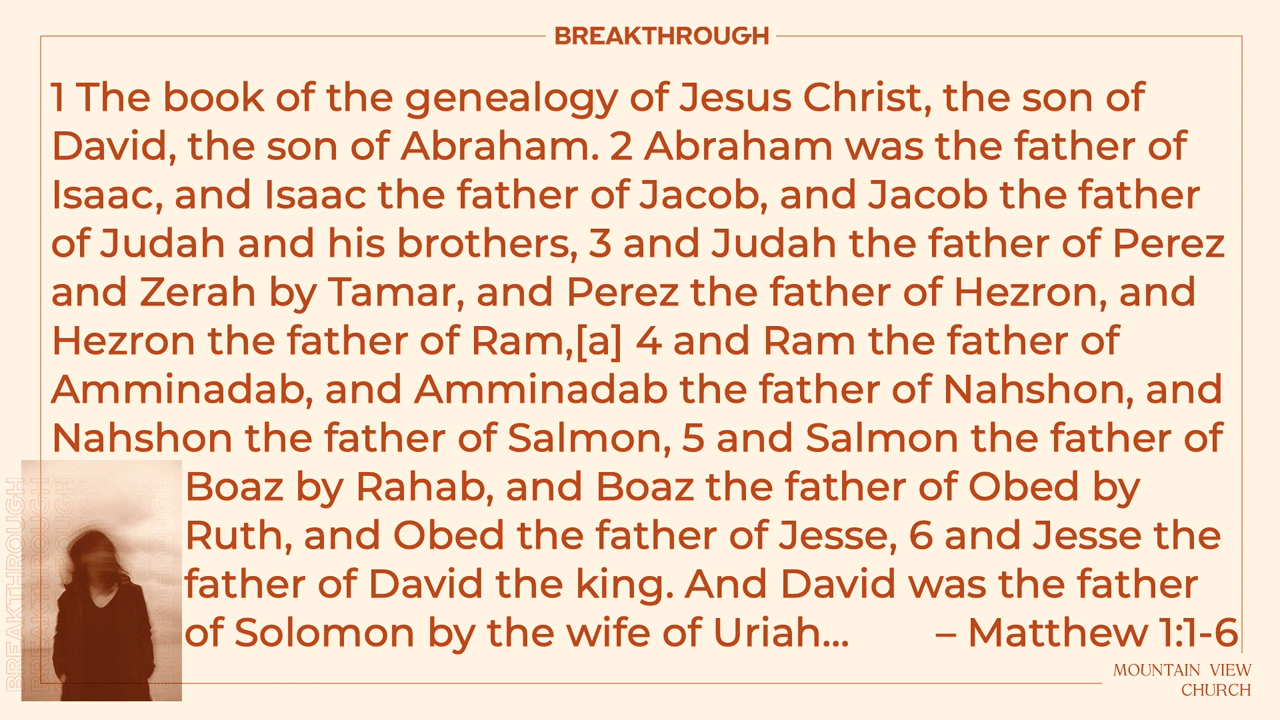 BREAKTHROUGH
1 The book of the genealogy of Jesus Christ, the son of
David, the son of Abraham. 2 Abraham was the father of
Isaac, and Isaac the father of Jacob, and Jacob the father
of Judah and his brothers, 3 and Judah the father of Perez
and Zerah by Tamar, and Perez the father of Hezron, and
Hezron the father of Ram,[a] 4 and Ram the father of
Amminadab, and Amminadab the father of Nahshon, and
Nahshon the father of Salmon, 5 and Salmon the father of
Boaz by Rahab, and Boaz the father of Obed by
Ruth, and Obed the father of Jesse, 6 and Jesse the
father of David the king. And David was the father
of Solomon by the wife of Uriah... – Matthew 1:1-6
BREAKTHROUGH
BREAKTHROUGH
BREAKTHROUGH
MOUNTAIN VIEW
CHURCH